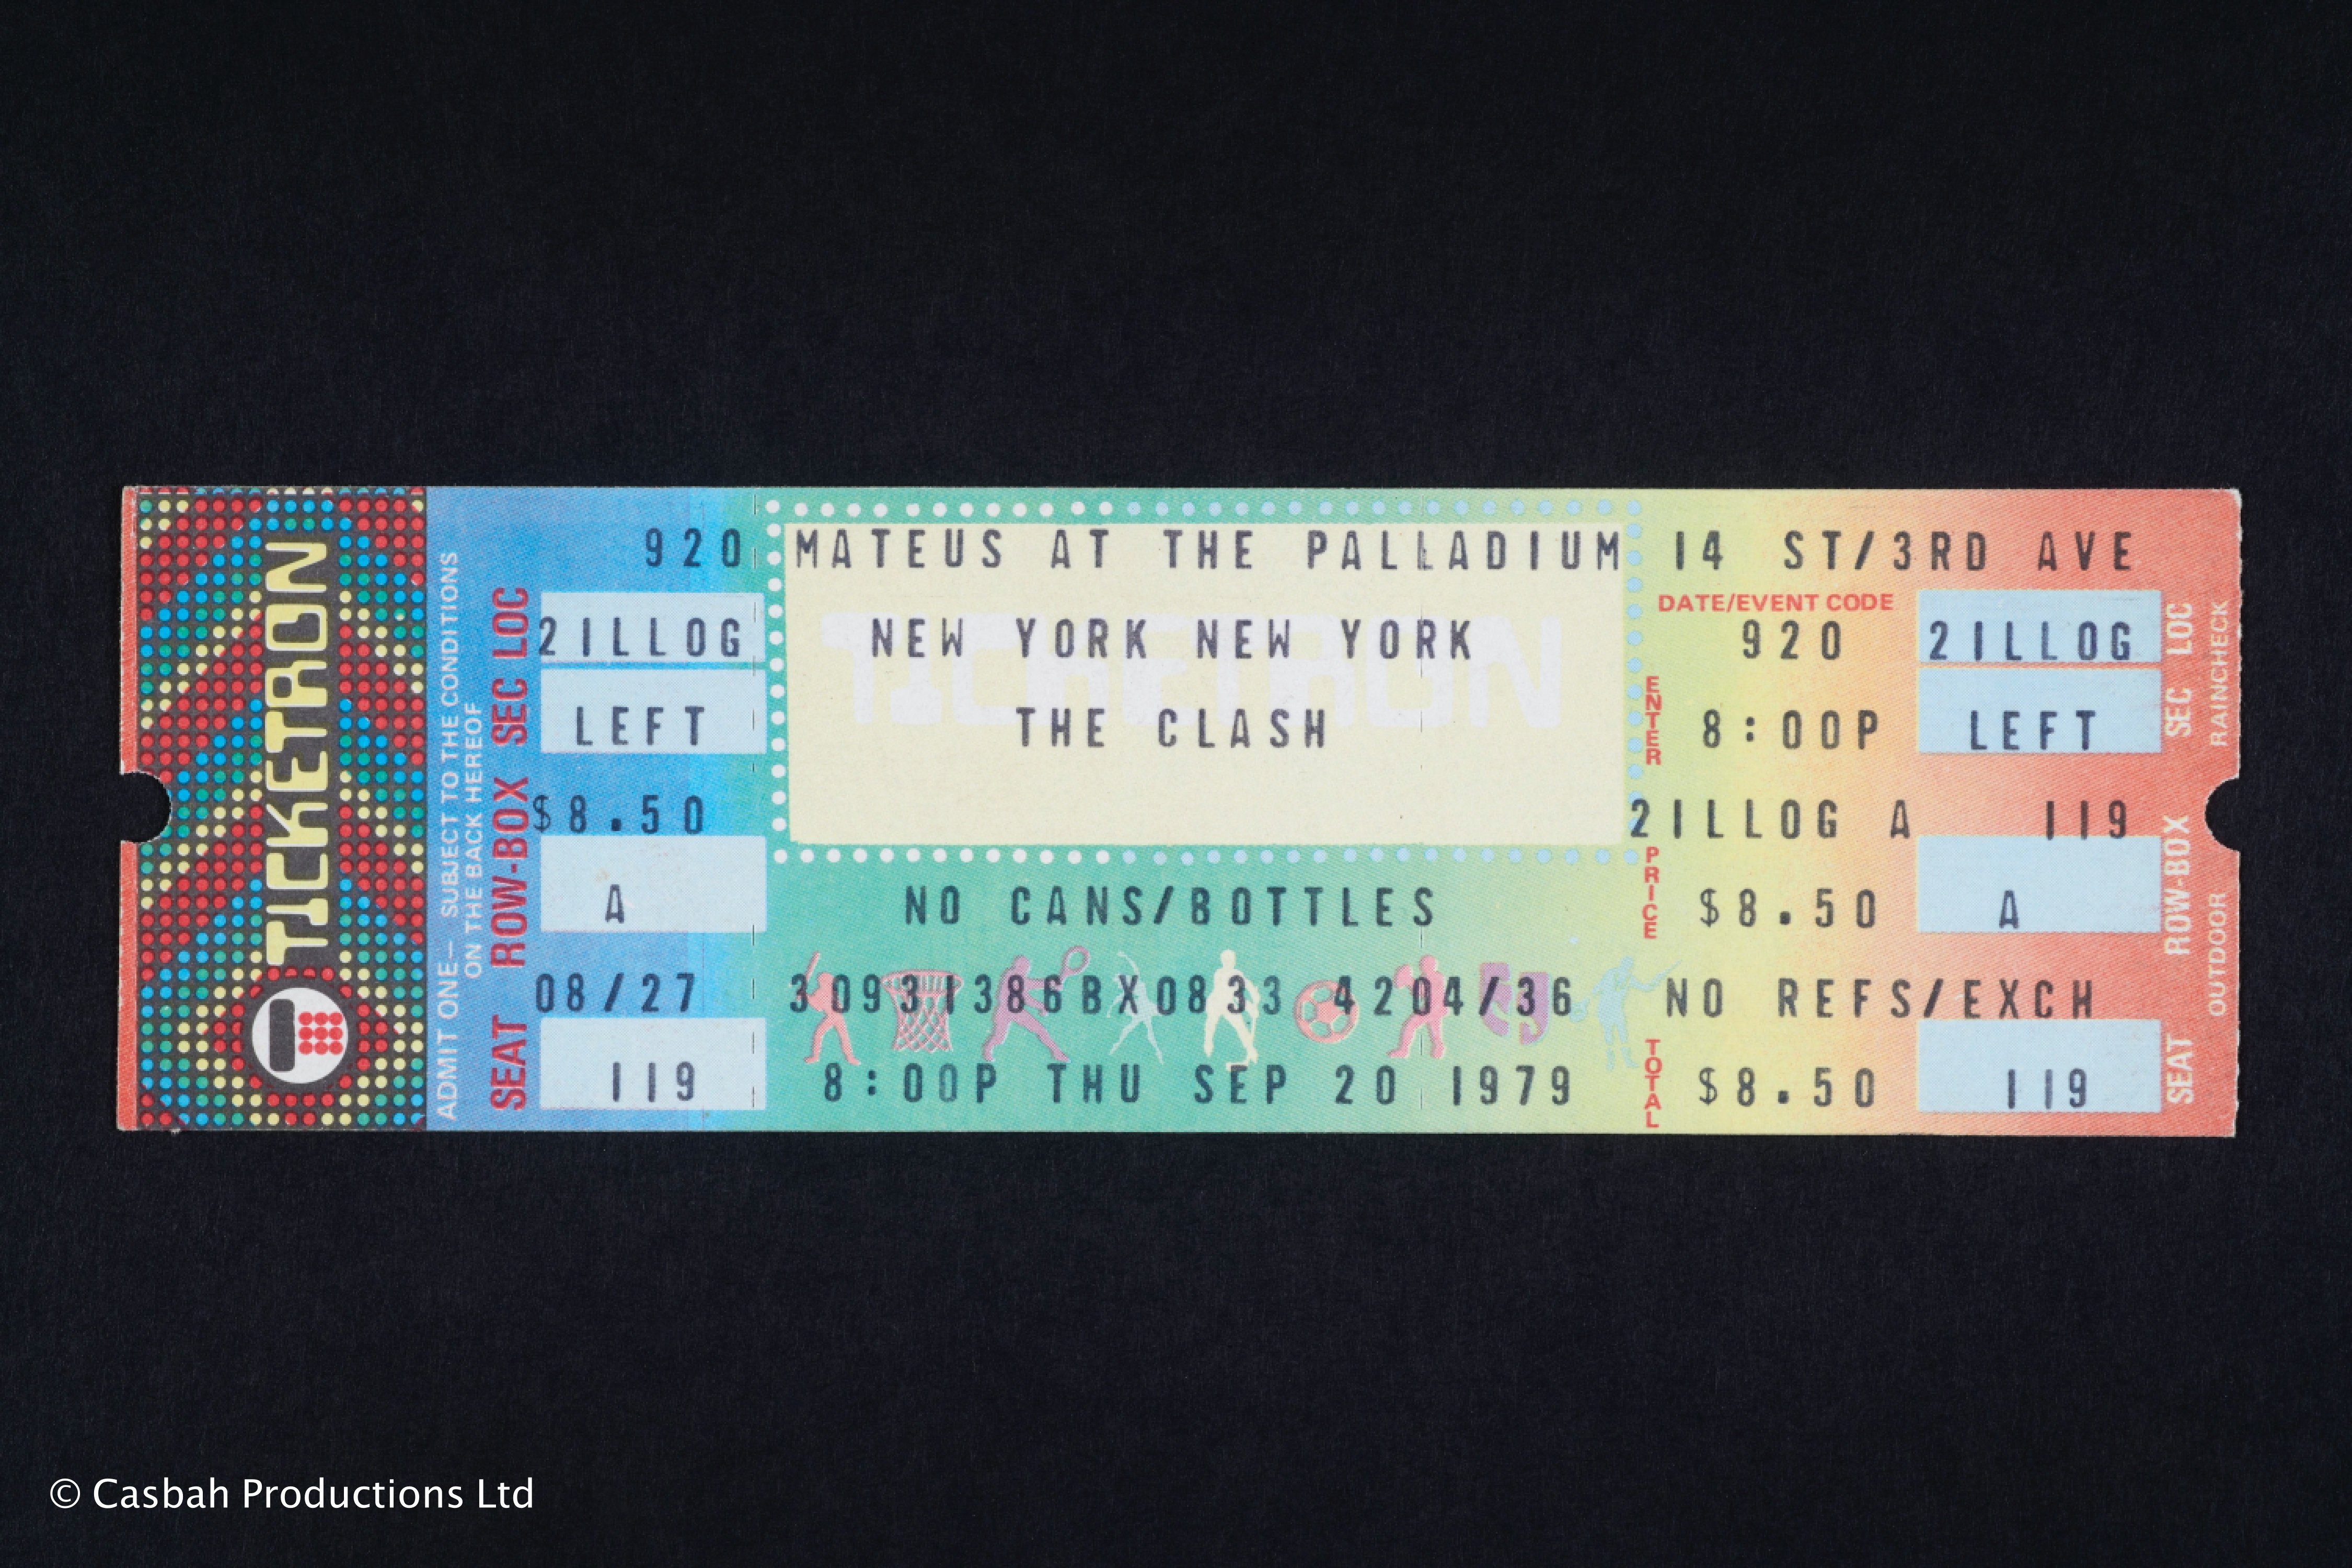 TICKETRON
ADMIT ONE— SUBJECT TO THE CONDITIONS
ON THE BACK HEREOF
SEAT ROW-BOX SEC LOC
920
21LLOG
LEFT
$8.50
A
08/27
119
MATEUS AT THE PALLADIUM
NEW YORK NEW YORK
TICKETRON
THE CLASH
NO CANS/BOTTLES
30931386BX0833 4204/36
8:00P THU SEP 20 1979
14 ST/3RD AVE
DATE/EVENT CODE
920 21LLOG
ENTER
8:00P LEFT
21LLOG A 119
PRICE
$8.50 A
NO REFS/EXCH
TOTAL
$8.50 119
SEAT ROW-BOX SEC LOC
OUTDOOR RAINCHECK
© Casbah Productions Ltd